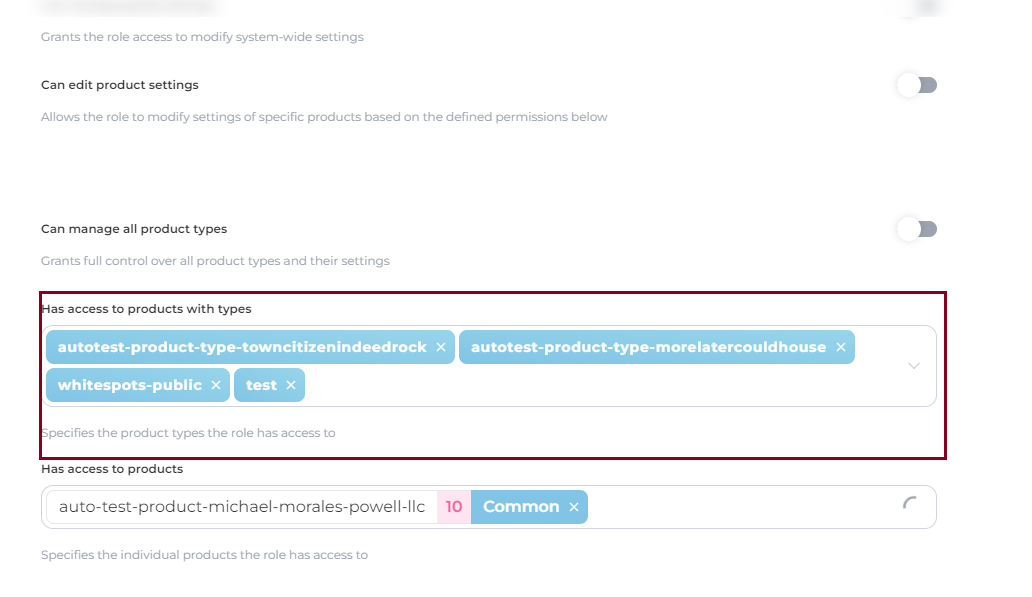 Grants the role access to modify system-wide settings
Can edit product settings
Allows the role to modify settings of specific products based on the defined permissions below
Can manage all product types
Grants full control over all product types and their settings
Has access to products with types
autotest-product-type-towncitizenindeedrock × autotest-product-type-morelatercouldhouse ×
whitespots-public × test ×
Specifies the product types the role has access to
Has access to products
auto-test-product-michael-morales-powell-llc 10 Common ×
Specifies the individual products the role has access to